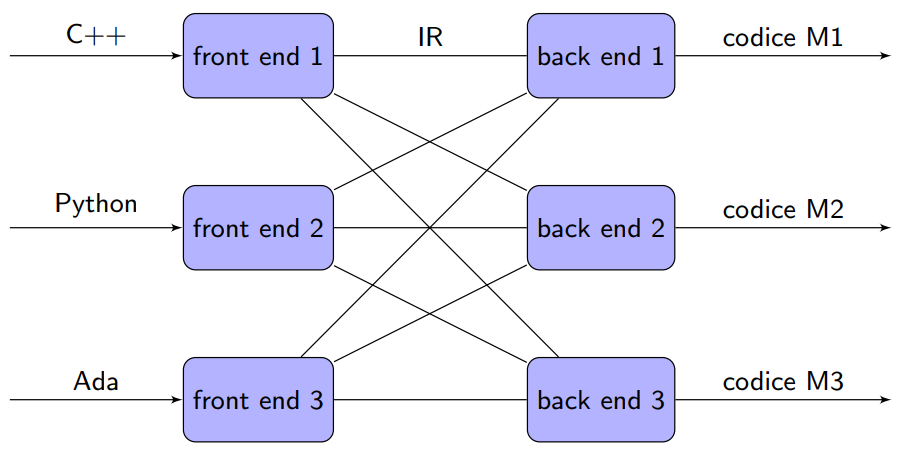 C++
front end 1
IR
back end 1
codice M1
Python
front end 2
back end 2
codice M2
Ada
front end 3
back end 3
codice M3